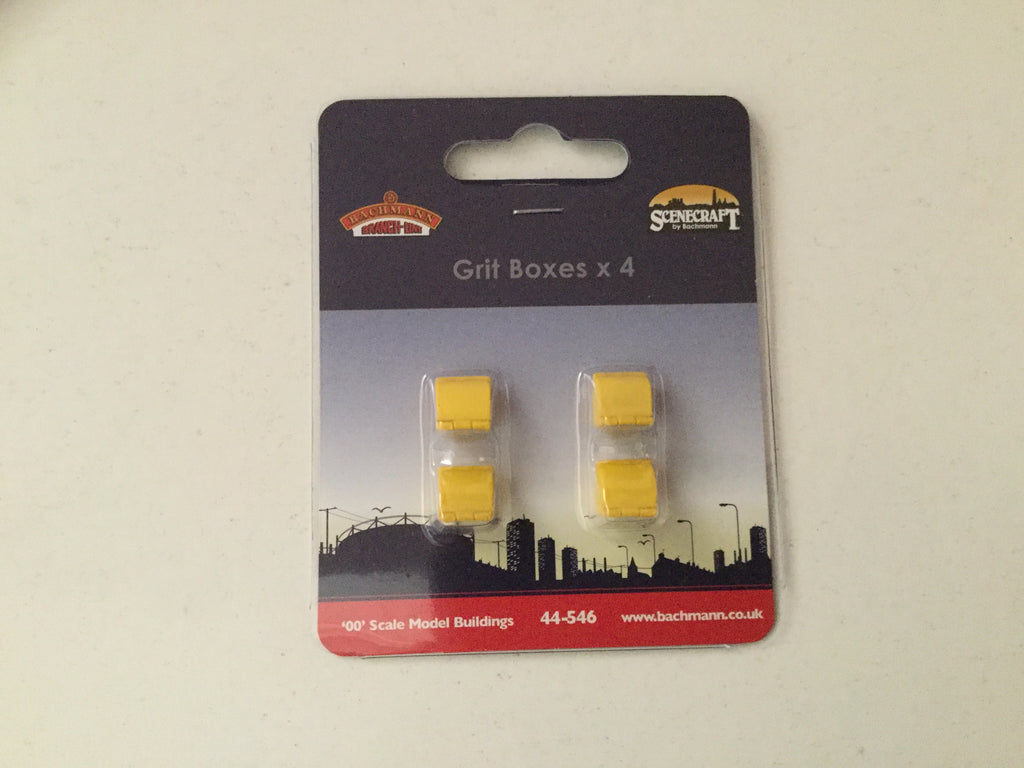 BACHMANN
BRANCH-LINE
SCENECRAFT
by Bachmann
Grit Boxes x 4
'00' Scale Model Buildings 44-546 www.bachmann.co.uk